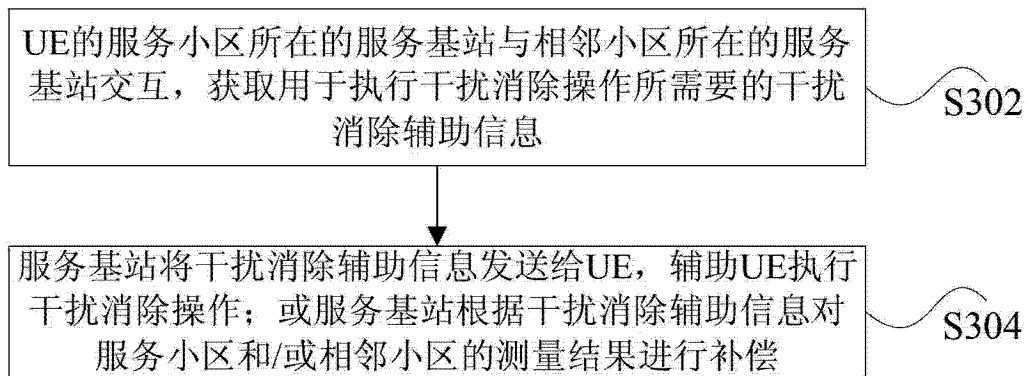 UE的服务小区所在的服务基站与相邻小区所在的服务
基站交互，获取用于执行干扰消除操作所需要的干扰
消除辅助信息
S302
服务基站将干扰消除辅助信息发送给UE，辅助UE执行
干扰消除操作；或服务基站根据干扰消除辅助信息对
服务小区和/或相邻小区的测量结果进行补偿
S304